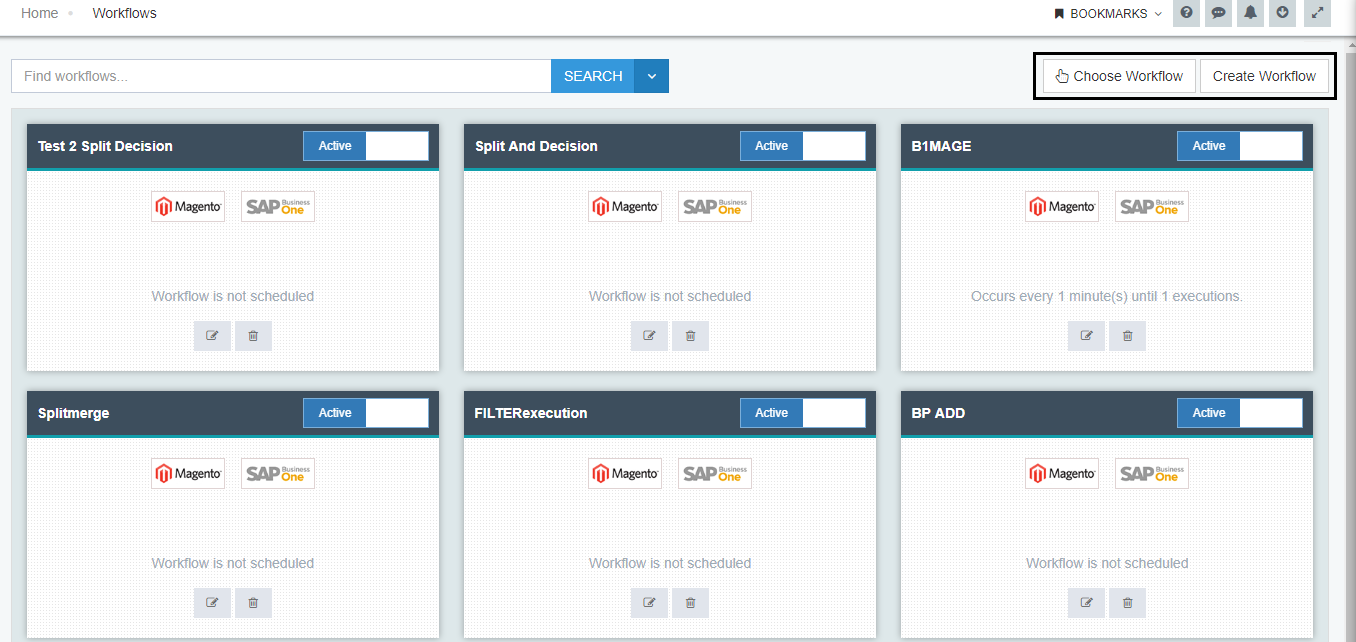 Home Workflows BOOKMARKS
Find workflows... SEARCH Choose Workflow Create Workflow
Test 2 Split Decision Active Split And Decision Active B1MAGE Active
Magento SAP Business One Magento SAP Business One Magento SAP Business One
Workflow is not scheduled Workflow is not scheduled Occurs every 1 minute(s) until 1 executions.
Splitmerge Active FILTERexecution Active BP ADD Active
Magento SAP Business One Magento SAP Business One Magento SAP Business One
Workflow is not scheduled Workflow is not scheduled Workflow is not scheduled